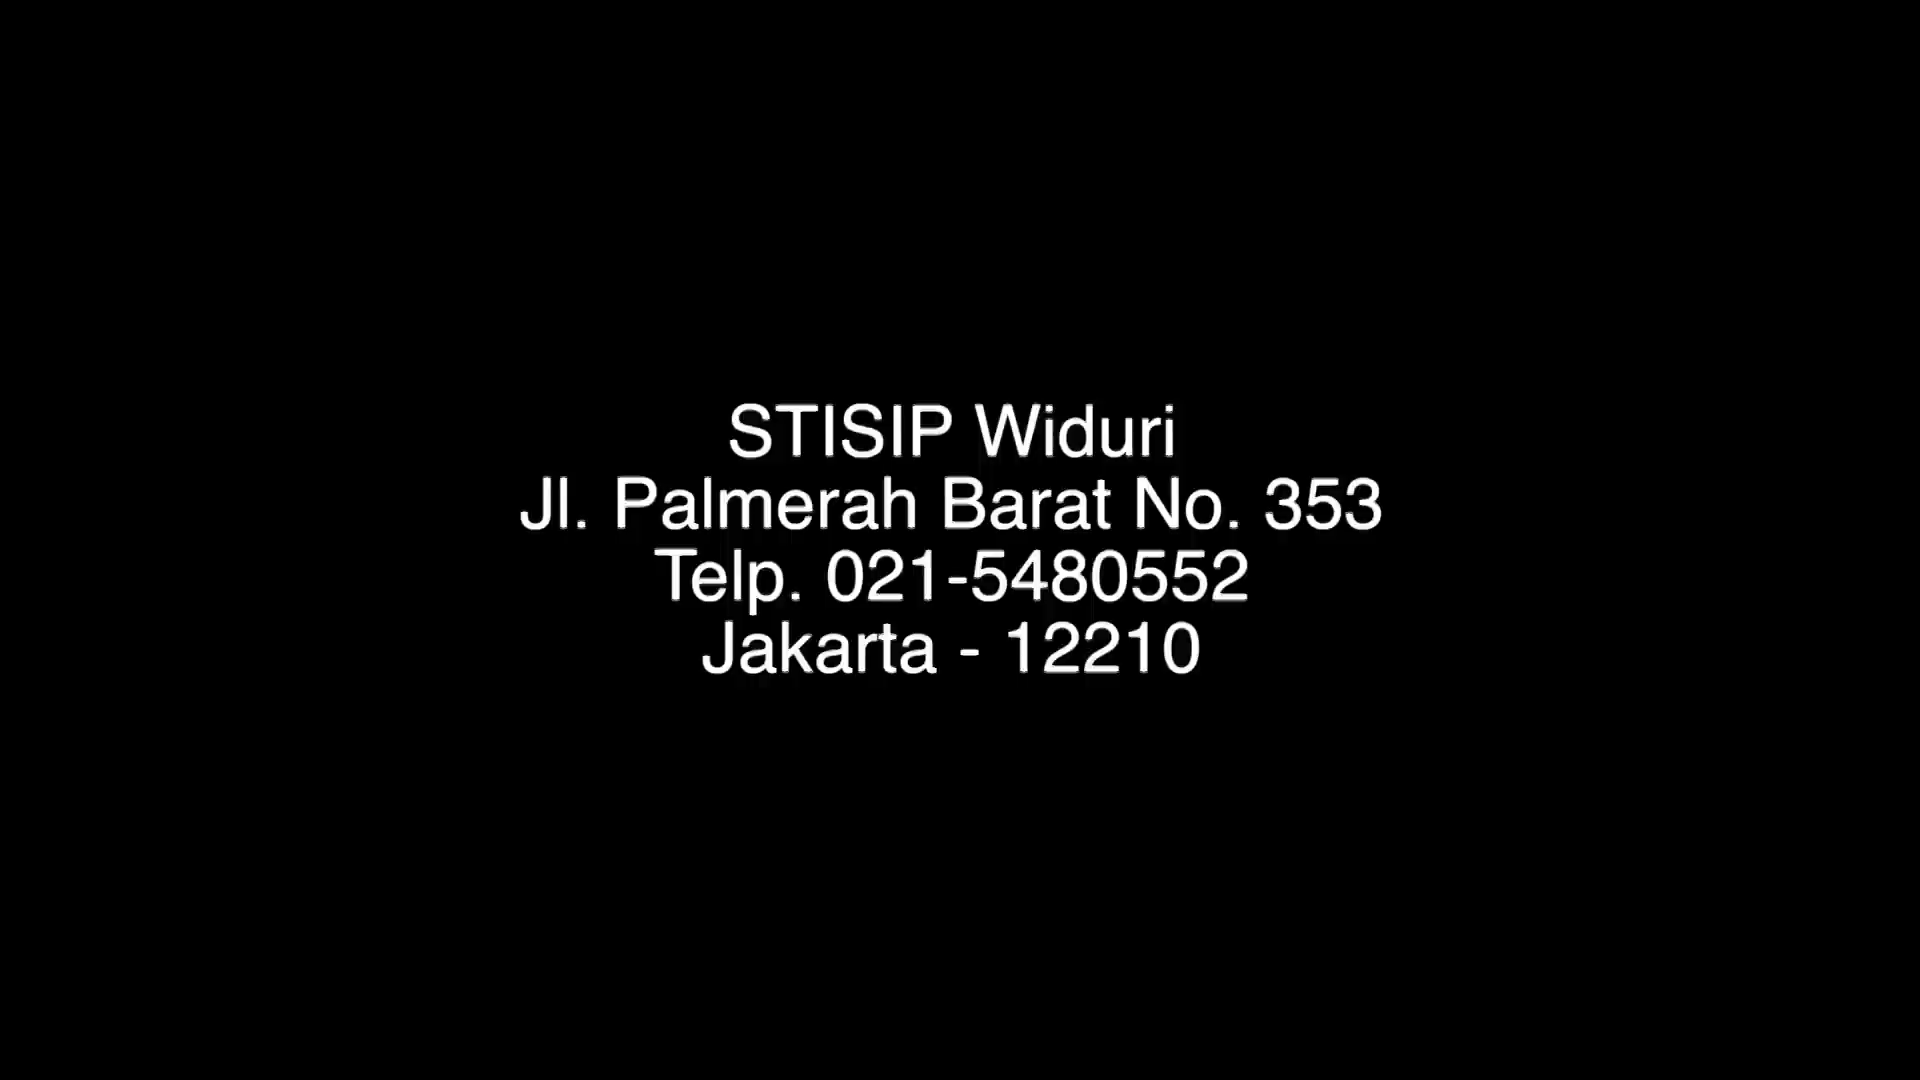 STISIP Widuri
Jl. Palmerah Barat No. 353
Telp. 021-5480552
Jakarta - 12210